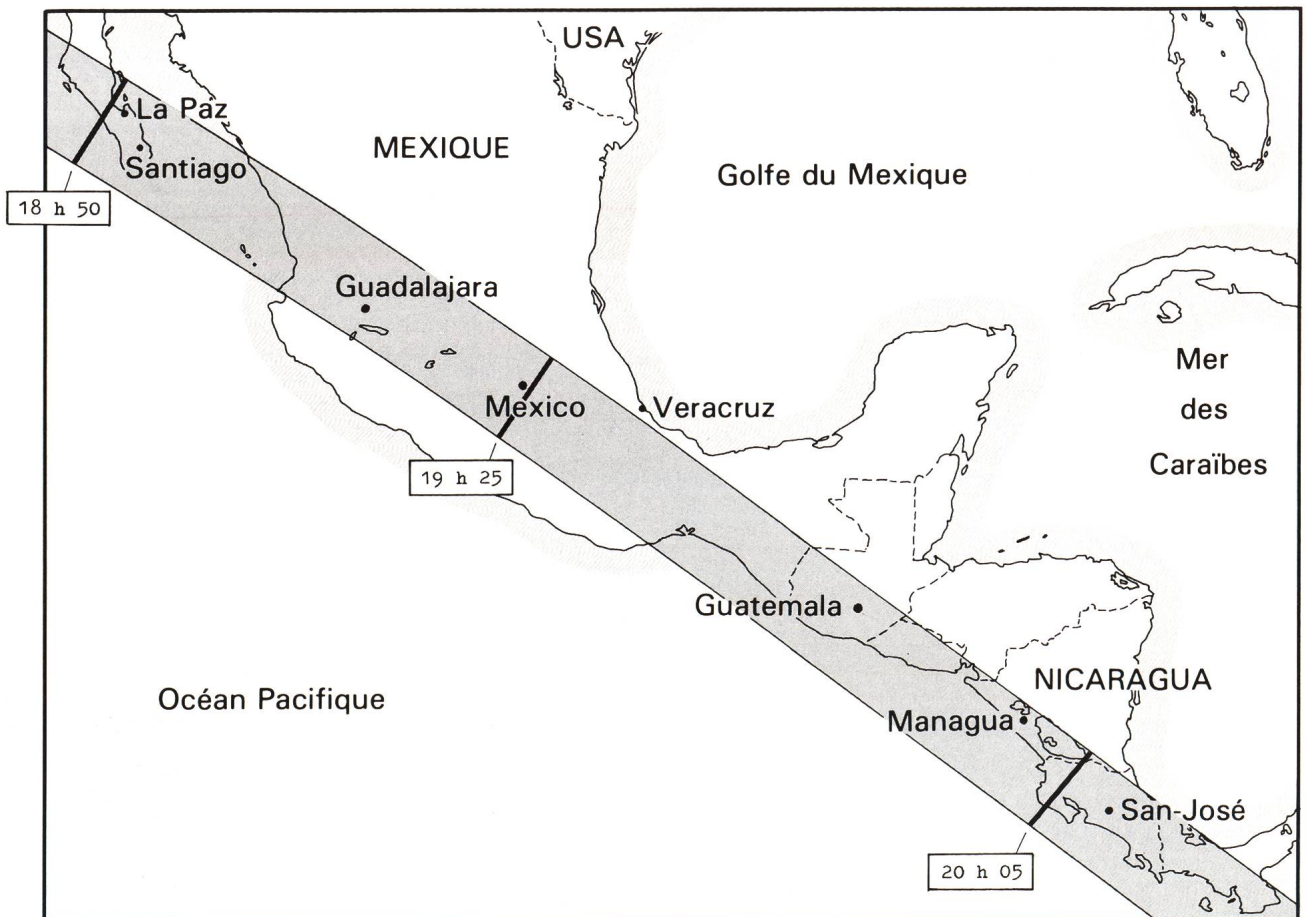 USA
La Paz
MEXIQUE
Santiago
Golfe du Mexique
18 h 50
Guadalajara
Mer
des
Caraïbes
Mexico
Veracruz
19 h 25
Guatemala
NICARAGUA
Océan Pacifique
Managua
San-José
20 h 05